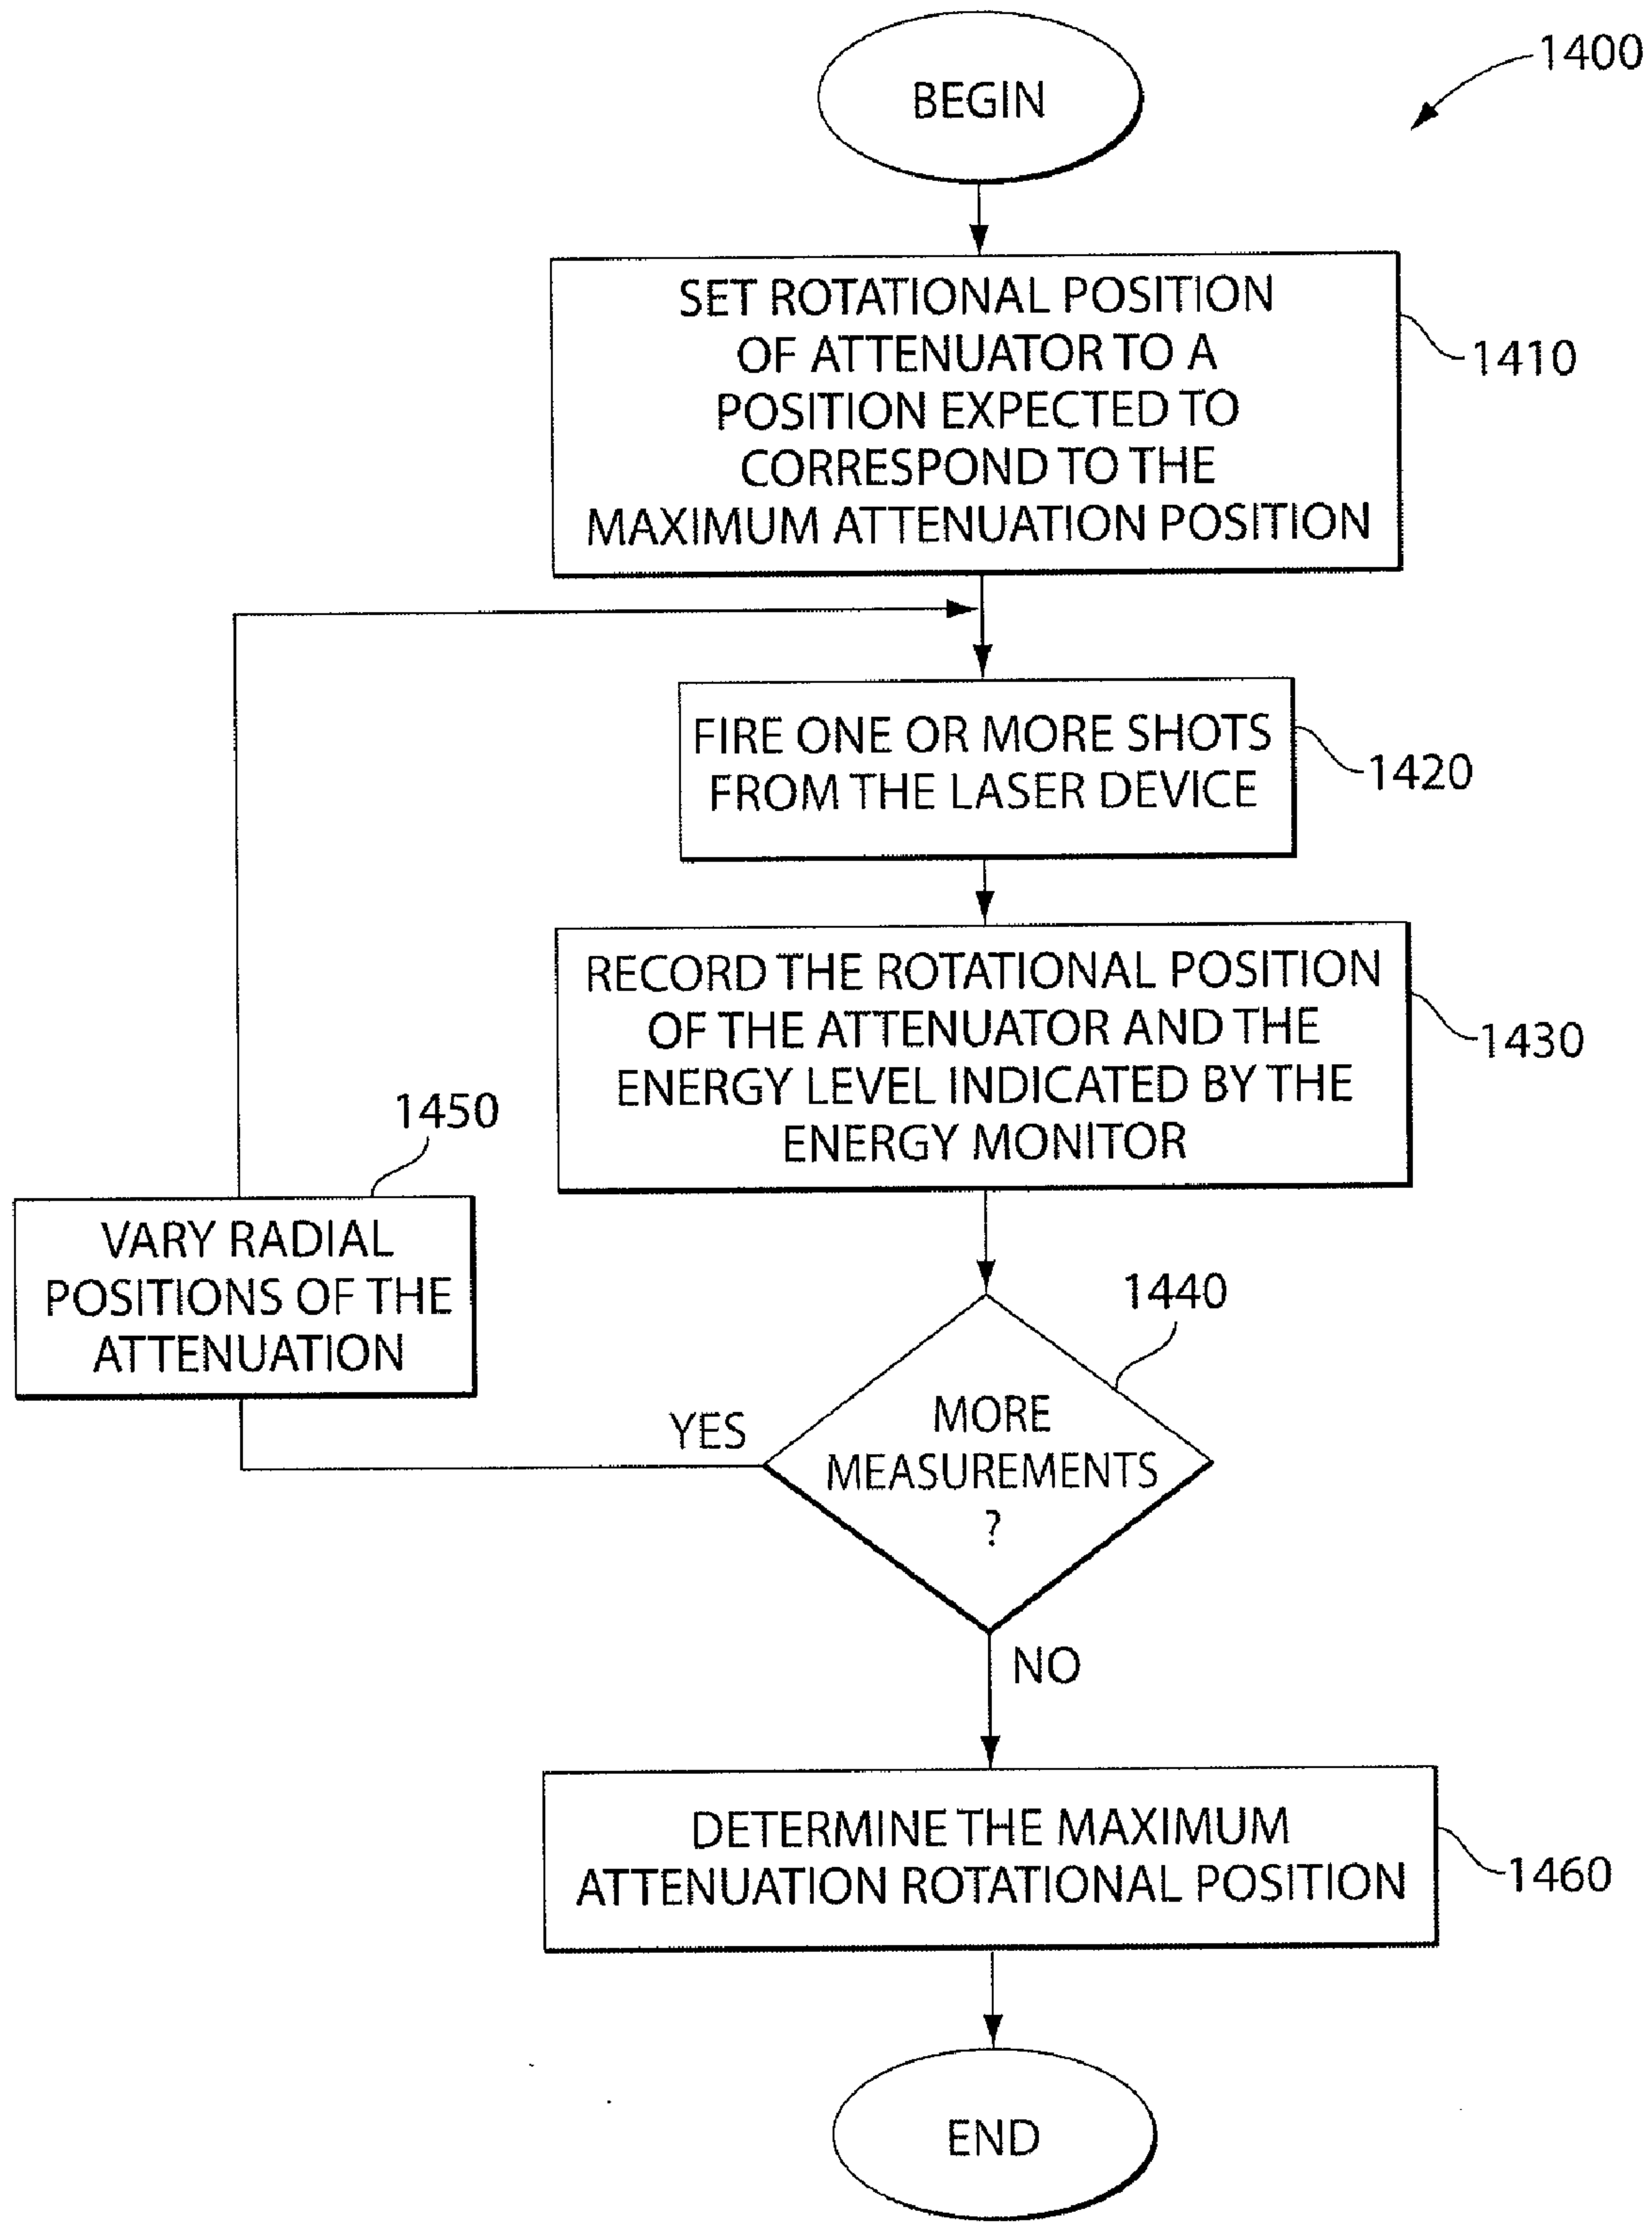 1400
BEGIN
SET ROTATIONAL POSITION
OF ATTENUATOR TO A
POSITION EXPECTED TO
CORRESPOND TO THE
MAXIMUM ATTENUATION POSITION
1410
FIRE ONE OR MORE SHOTS
FROM THE LASER DEVICE
1420
RECORD THE ROTATIONAL POSITION
OF THE ATTENUATOR AND THE
ENERGY LEVEL INDICATED BY THE
ENERGY MONITOR
1430
1450
VARY RADIAL
POSITIONS OF THE
ATTENUATION
1440
YES
MORE
MEASUREMENTS
?
NO
DETERMINE THE MAXIMUM
ATTENUATION ROTATIONAL POSITION
1460
END